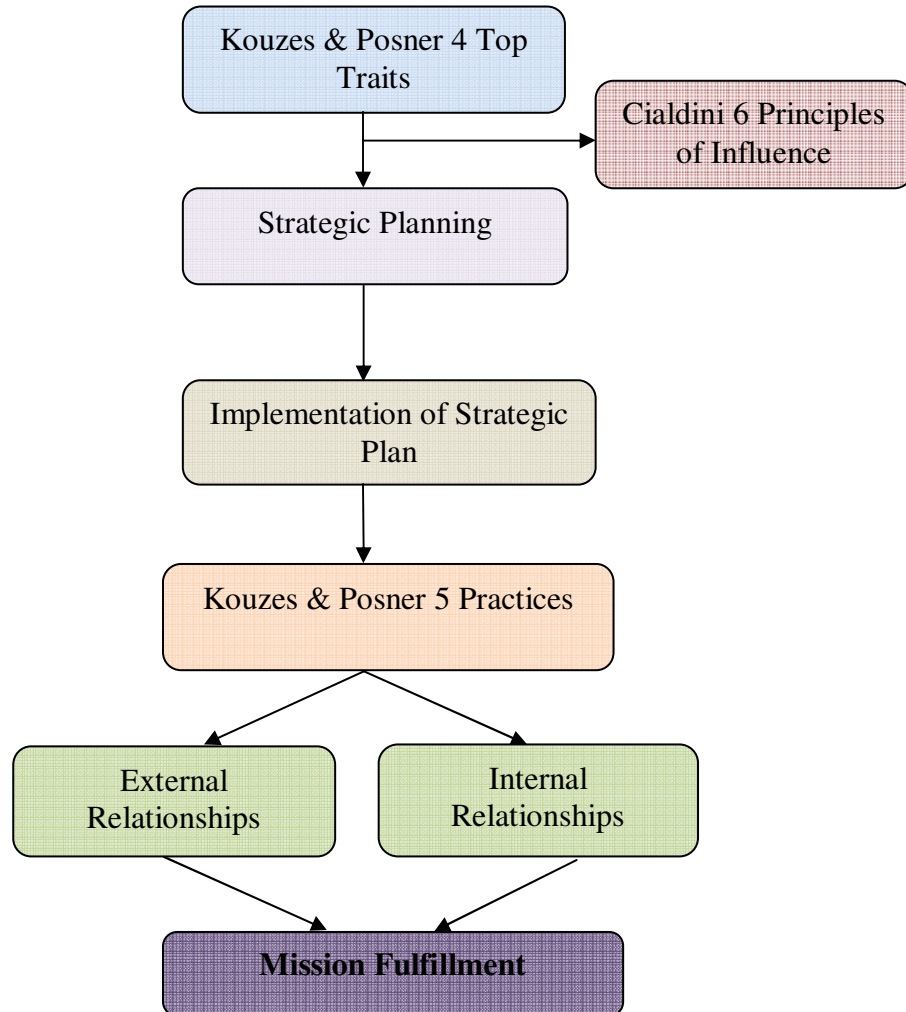 Kouzes & Posner 4 Top
Traits
Cialdini 6 Principles
of Influence
Strategic Planning
Implementation of Strategic
Plan
Kouzes & Posner 5 Practices
External
Relationships
Internal
Relationships
Mission Fulfillment